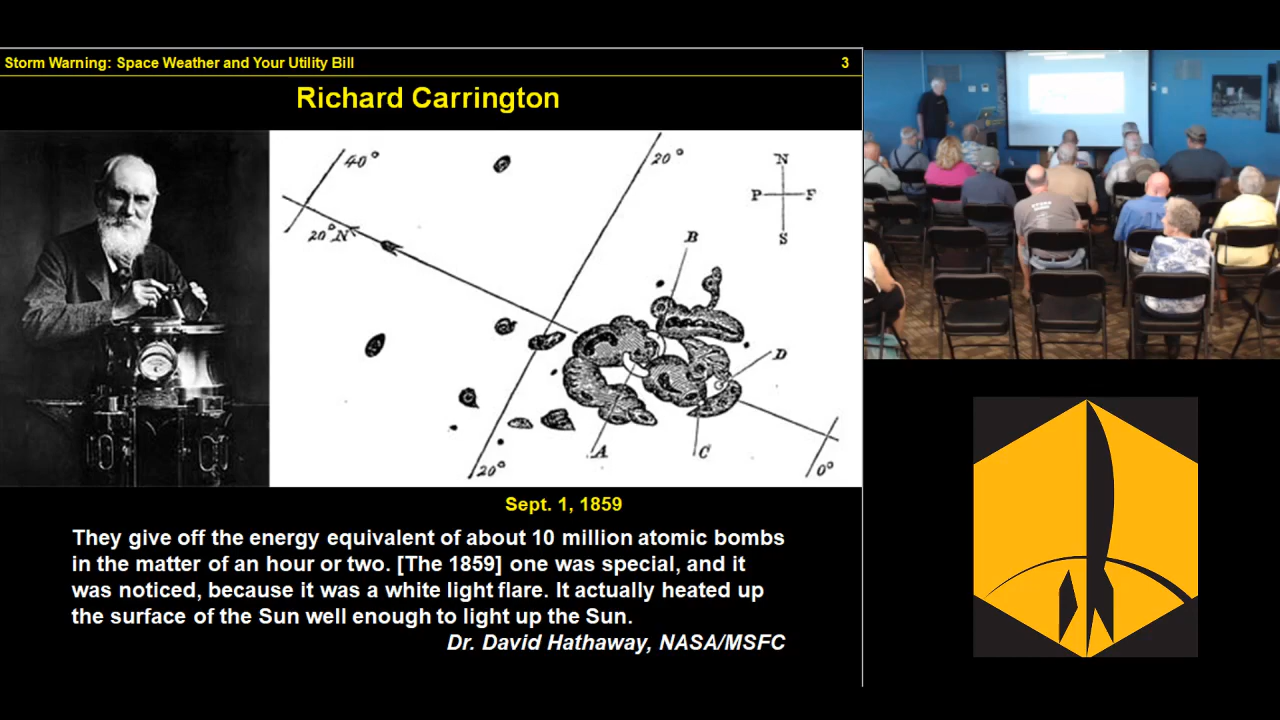 Storm Warning: Space Weather and Your Utility Bill 3
Richard Carrington
40°
20°
N
P F
S
20°N
B
D
A
C
20°
0°
Sept. 1, 1859
They give off the energy equivalent of about 10 million atomic bombs
in the matter of an hour or two. [The 1859] one was special, and it
was noticed, because it was a white light flare. It actually heated up
the surface of the Sun well enough to light up the Sun.
Dr. David Hathaway, NASA/MSFC